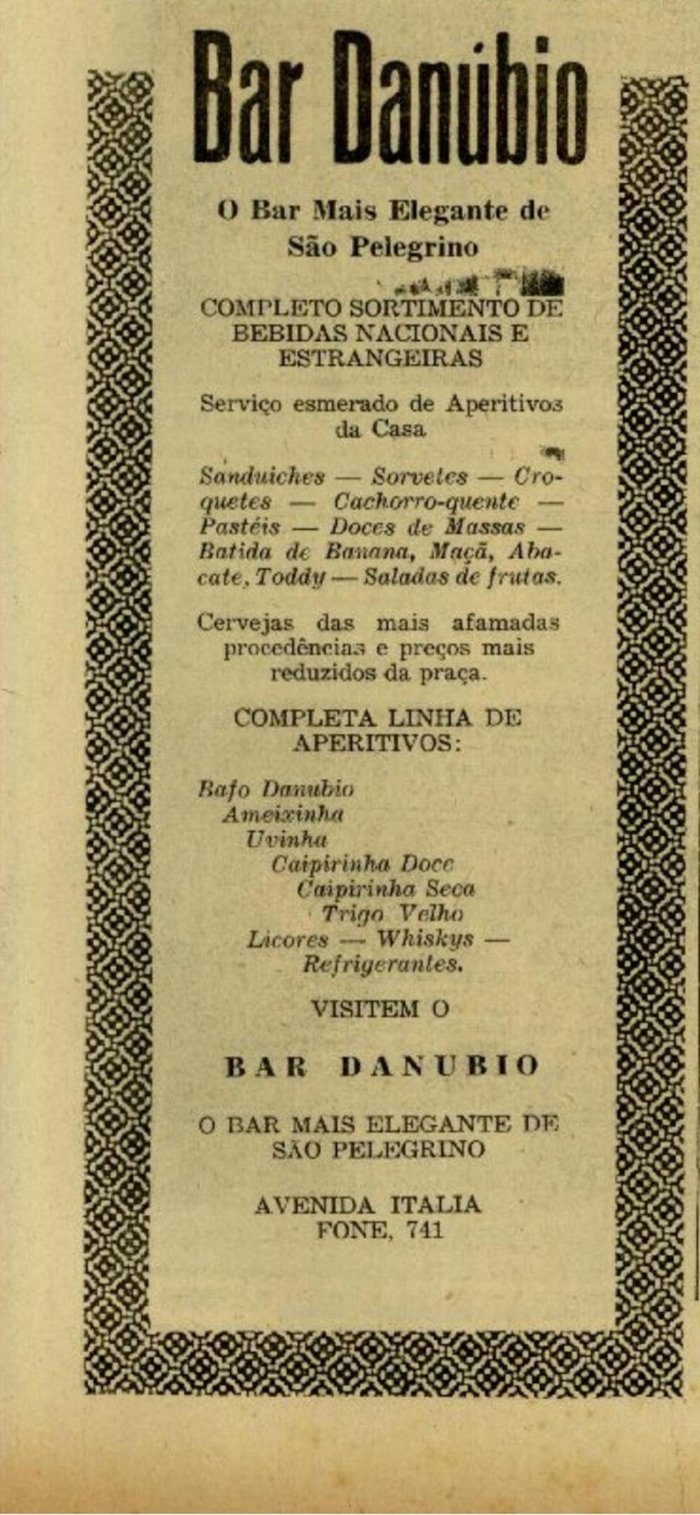 Bar Danúbio
O Bar Mais Elegante de
São Pelegrino
COMPLETO SORTIMENTO DE
BEBIDAS NACIONAIS E
ESTRANGEIRAS
Serviço esmerado de Aperitivos
da Casa
Sanduiches — Sorvetes — Cro-
quetes — Cachorro-quente —
Pastéis — Doces de Massas —
Batida de Banana, Maçã, Aba-
cate, Toddy — Saladas de frutas.
Cervejas das mais afamadas
procedências e preços mais
reduzidos da praça.
COMPLETA LINHA DE
APERITIVOS:
Bafo Danubio
Ameixinha
Uvinha
Caipirinha Doce
Caipirinha Seca
Trigo Velho
Licores — Whiskys —
Refrigerantes.
VISITEM O
BAR DANUBIO
O BAR MAIS ELEGANTE DE
SÃO PELEGRINO
AVENIDA ITALIA
FONE, 741